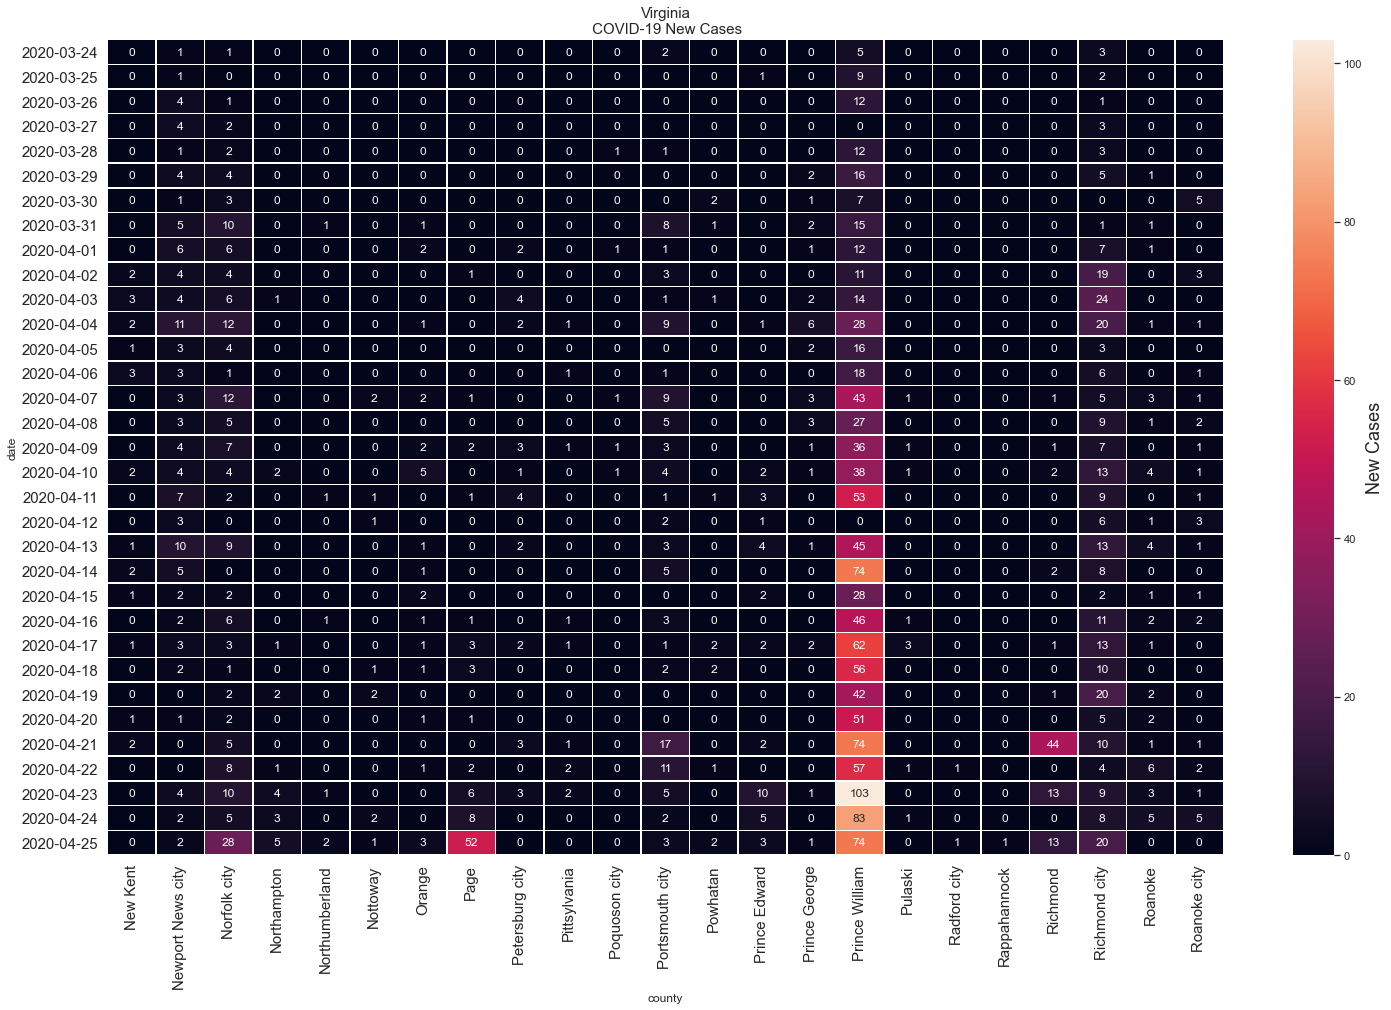 Virginia
COVID-19 New Cases
2020-03-24 0 1 1 0 0 0 0 0 0 0 0 2 0 0 0 5 0 0 0 0 3 0 0
2020-03-25 0 1 0 0 0 0 0 0 0 0 0 0 0 1 0 9 0 0 0 0 2 0 0
2020-03-26 0 4 1 0 0 0 0 0 0 0 0 0 0 0 0 12 0 0 0 0 1 0 0
2020-03-27 0 4 2 0 0 0 0 0 0 0 0 0 0 0 0 0 0 0 0 0 3 0 0
2020-03-28 0 1 2 0 0 0 0 0 0 0 1 1 0 0 0 12 0 0 0 0 3 0 0
2020-03-29 0 4 4 0 0 0 0 0 0 0 0 0 0 0 2 16 0 0 0 0 5 1 0
2020-03-30 0 1 3 0 0 0 0 0 0 0 0 0 2 0 1 7 0 0 0 0 0 0 5
2020-03-31 0 5 10 0 1 0 1 0 0 0 0 8 1 0 2 15 0 0 0 0 1 1 0
2020-04-01 0 6 6 0 0 0 2 0 2 0 1 1 0 0 1 12 0 0 0 0 7 1 0
2020-04-02 2 4 4 0 0 0 0 1 0 0 0 3 0 0 0 11 0 0 0 0 19 0 3
2020-04-03 3 4 6 1 0 0 0 0 4 0 0 1 1 0 2 14 0 0 0 0 24 0 0
2020-04-04 2 11 12 0 0 0 1 0 2 1 0 9 0 1 6 28 0 0 0 0 20 1 1
2020-04-05 1 3 4 0 0 0 0 0 0 0 0 0 0 0 2 16 0 0 0 0 3 0 0
2020-04-06 3 3 1 0 0 0 0 0 0 1 0 1 0 0 0 18 0 0 0 0 6 0 1
2020-04-07 0 3 12 0 0 2 2 1 0 0 1 9 0 0 3 43 1 0 0 1 5 3 1
2020-04-08 0 3 5 0 0 0 0 0 0 0 0 5 0 0 3 27 0 0 0 0 9 1 2
2020-04-09 0 4 7 0 0 0 2 2 3 1 1 3 0 0 1 36 1 0 0 1 7 0 1
2020-04-10 2 4 4 2 0 0 5 0 1 0 1 4 0 2 1 38 1 0 0 2 13 4 1
2020-04-11 0 7 2 0 1 1 0 1 4 0 0 1 1 3 0 53 0 0 0 0 9 0 1
2020-04-12 0 3 0 0 0 1 0 0 0 0 0 2 0 1 0 0 0 0 0 0 6 1 3
2020-04-13 1 10 9 0 0 0 1 0 2 0 0 3 0 4 1 45 0 0 0 0 13 4 1
2020-04-14 2 5 0 0 0 0 1 0 0 0 0 5 0 0 0 74 0 0 0 2 8 0 0
2020-04-15 1 2 2 0 0 0 2 0 0 0 0 0 0 2 0 28 0 0 0 0 2 1 1
2020-04-16 0 2 6 0 1 0 1 1 0 1 0 3 0 0 0 46 1 0 0 0 11 2 2
2020-04-17 1 3 3 1 0 0 1 3 2 1 0 1 2 2 2 62 3 0 0 1 13 1 0
2020-04-18 0 2 1 0 0 1 1 3 0 0 0 2 2 0 0 56 0 0 0 0 10 0 0
2020-04-19 0 0 2 2 0 2 0 0 0 0 0 0 0 0 0 42 0 0 0 1 20 2 0
2020-04-20 1 1 2 0 0 0 1 1 0 0 0 0 0 0 0 51 0 0 0 0 5 2 0
2020-04-21 2 0 5 0 0 0 0 0 3 1 0 17 0 2 0 74 0 0 0 44 10 1 1
2020-04-22 0 0 8 1 0 0 1 2 0 2 0 11 1 0 0 57 1 1 0 0 4 6 2
2020-04-23 0 4 10 4 1 0 0 6 3 2 0 5 0 10 1 103 0 0 0 13 9 3 1
2020-04-24 0 2 5 3 0 2 0 8 0 0 0 2 0 5 0 83 1 0 0 0 8 5 5
2020-04-25 0 2 28 5 2 1 3 52 0 0 0 3 2 3 1 74 0 1 1 13 20 0 0
New Kent
Newport News city
Norfolk city
Northampton
Northumberland
Nottoway
Orange
Page
Petersburg city
Pittsylvania
Poquoson city
Portsmouth city
Powhatan
Prince Edward
Prince George
Prince William
Pulaski
Radford city
Rappahannock
Richmond
Richmond city
Roanoke
Roanoke city
county
date
100
80
60
40
20
0
New Cases